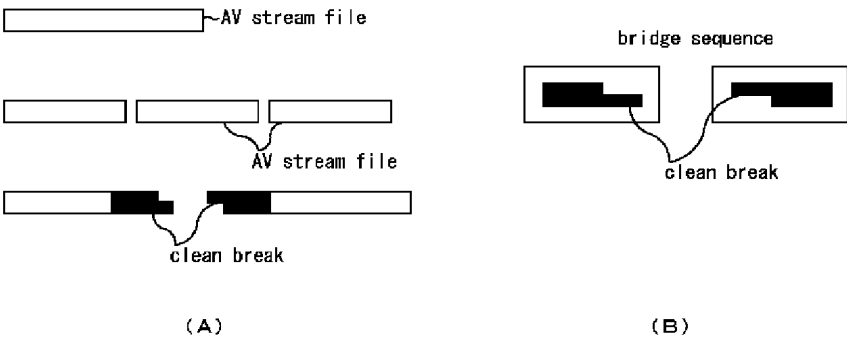 AV stream file
AV stream file
clean break
(A)
bridge sequence
clean break
(B)